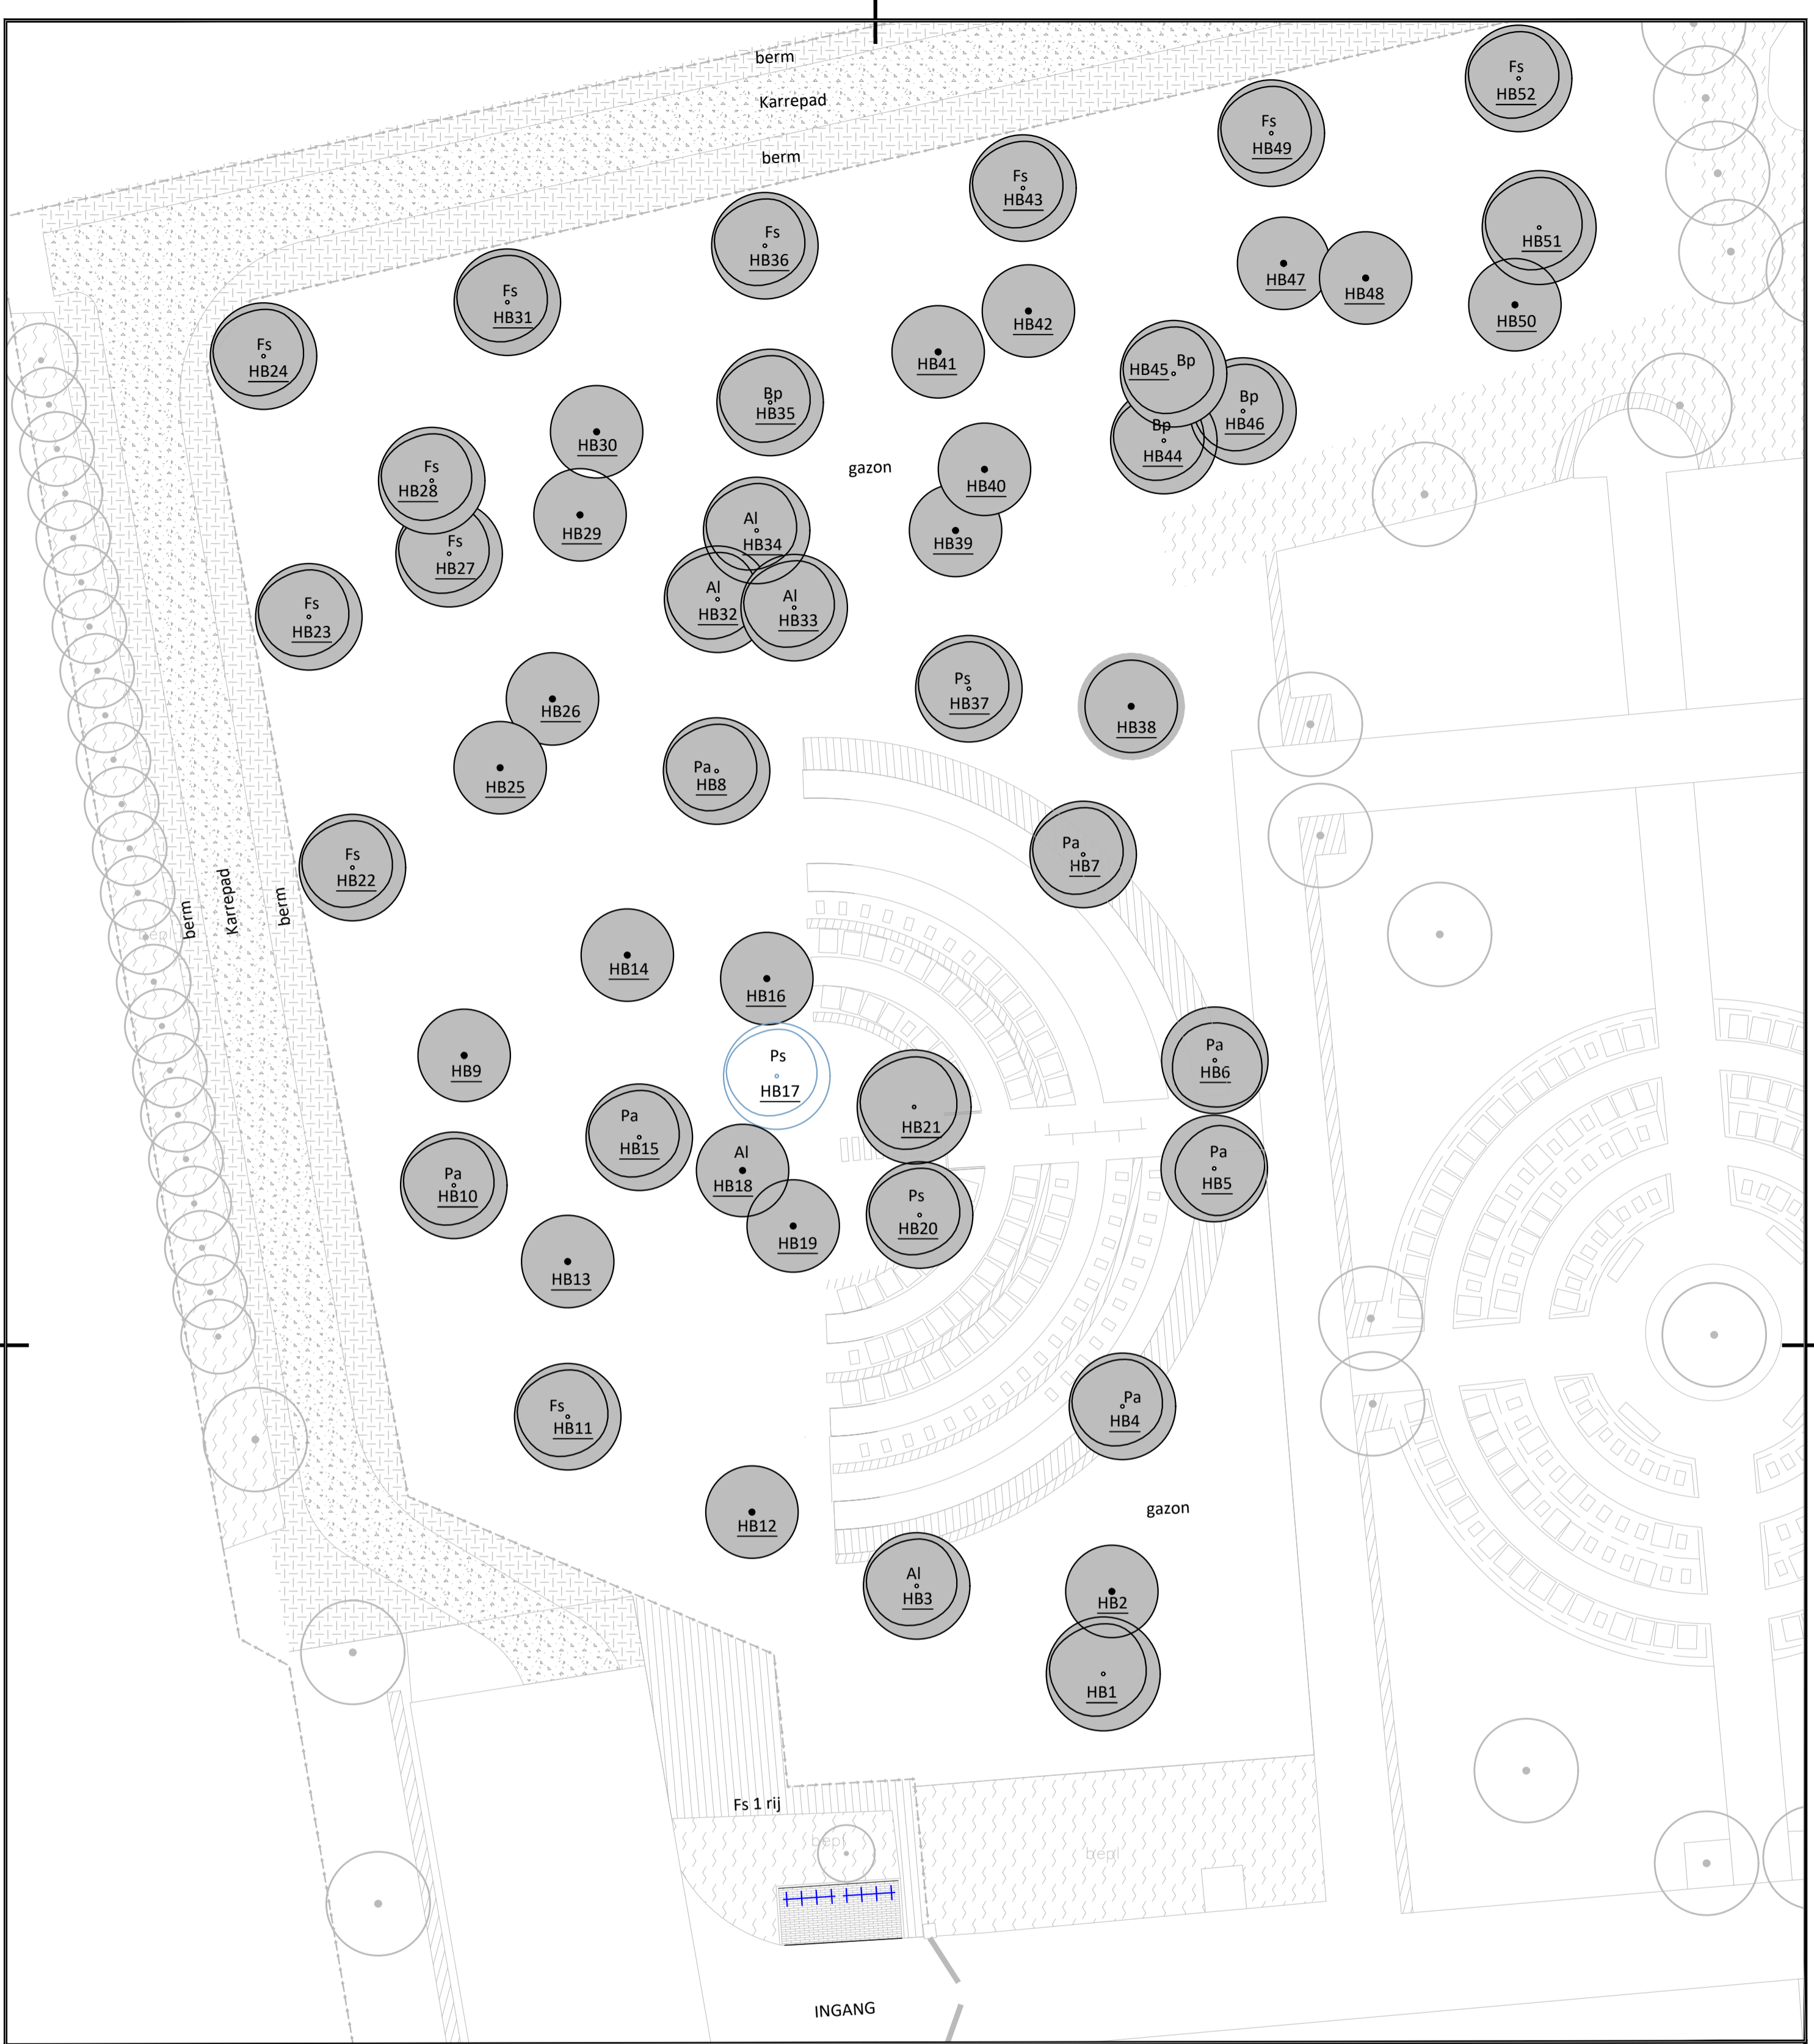 berm
Fs
HB52
Karrepad
Fs
HB49
berm
Fs
HB43
Fs
HB36
HB51
HB47
HB48
Fs
HB31
HB50
HB42
Fs
HB24
HB41
HB45 Bp
Bp
HB35
Bp
HB46
HB30
Bp
HB44
Fs
HB28
gazon
HB40
Al
HB34
HB29
HB39
Fs
HB27
Al
HB32
Al
HB33
Fs
HB23
HB26
Ps
HB37
HB38
HB25
Pa
HB8
Pa
HB7
Fs
HB22
berm
Karrepad
berm
bepl
HB14
HB16
HB9
Ps
HB17
Pa
HB6
HB21
Pa
HB15
Pa
HB10
Al
HB18
Pa
HB5
Ps
HB20
HB19
HB13
Fs
HB11
Pa
HB4
HB12
gazon
Al
HB3
HB2
HB1
Fs 1 rij
bepl
bepl
INGANG